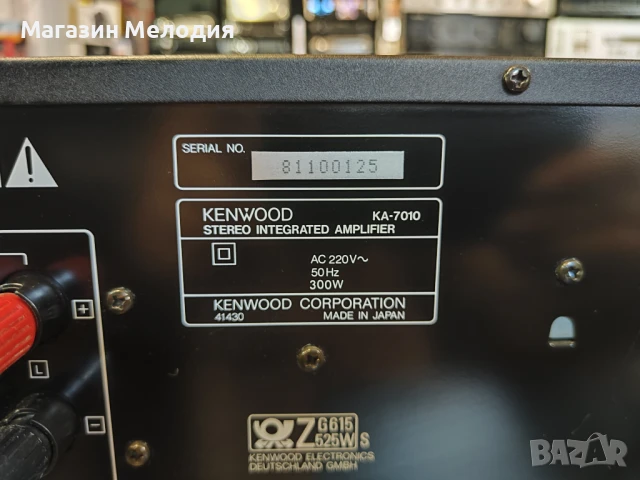 Магазин Мелодия
SERIAL NO. 81100125
KENWOOD KA-7010
STEREO INTEGRATED AMPLIFIER
AC 220V~
50Hz
300W
KENWOOD CORPORATION
41430 MADE IN JAPAN
+
L
−
Z G615
525W S
KENWOOD ELECTRONICS
DEUTSCHLAND GMBH
BAZAR